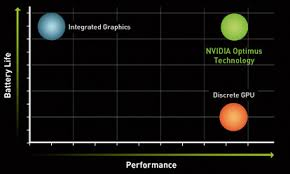 Integrated Graphics
NVIDIA Optimus
Technology
Discrete GPU
Battery Life
Performance